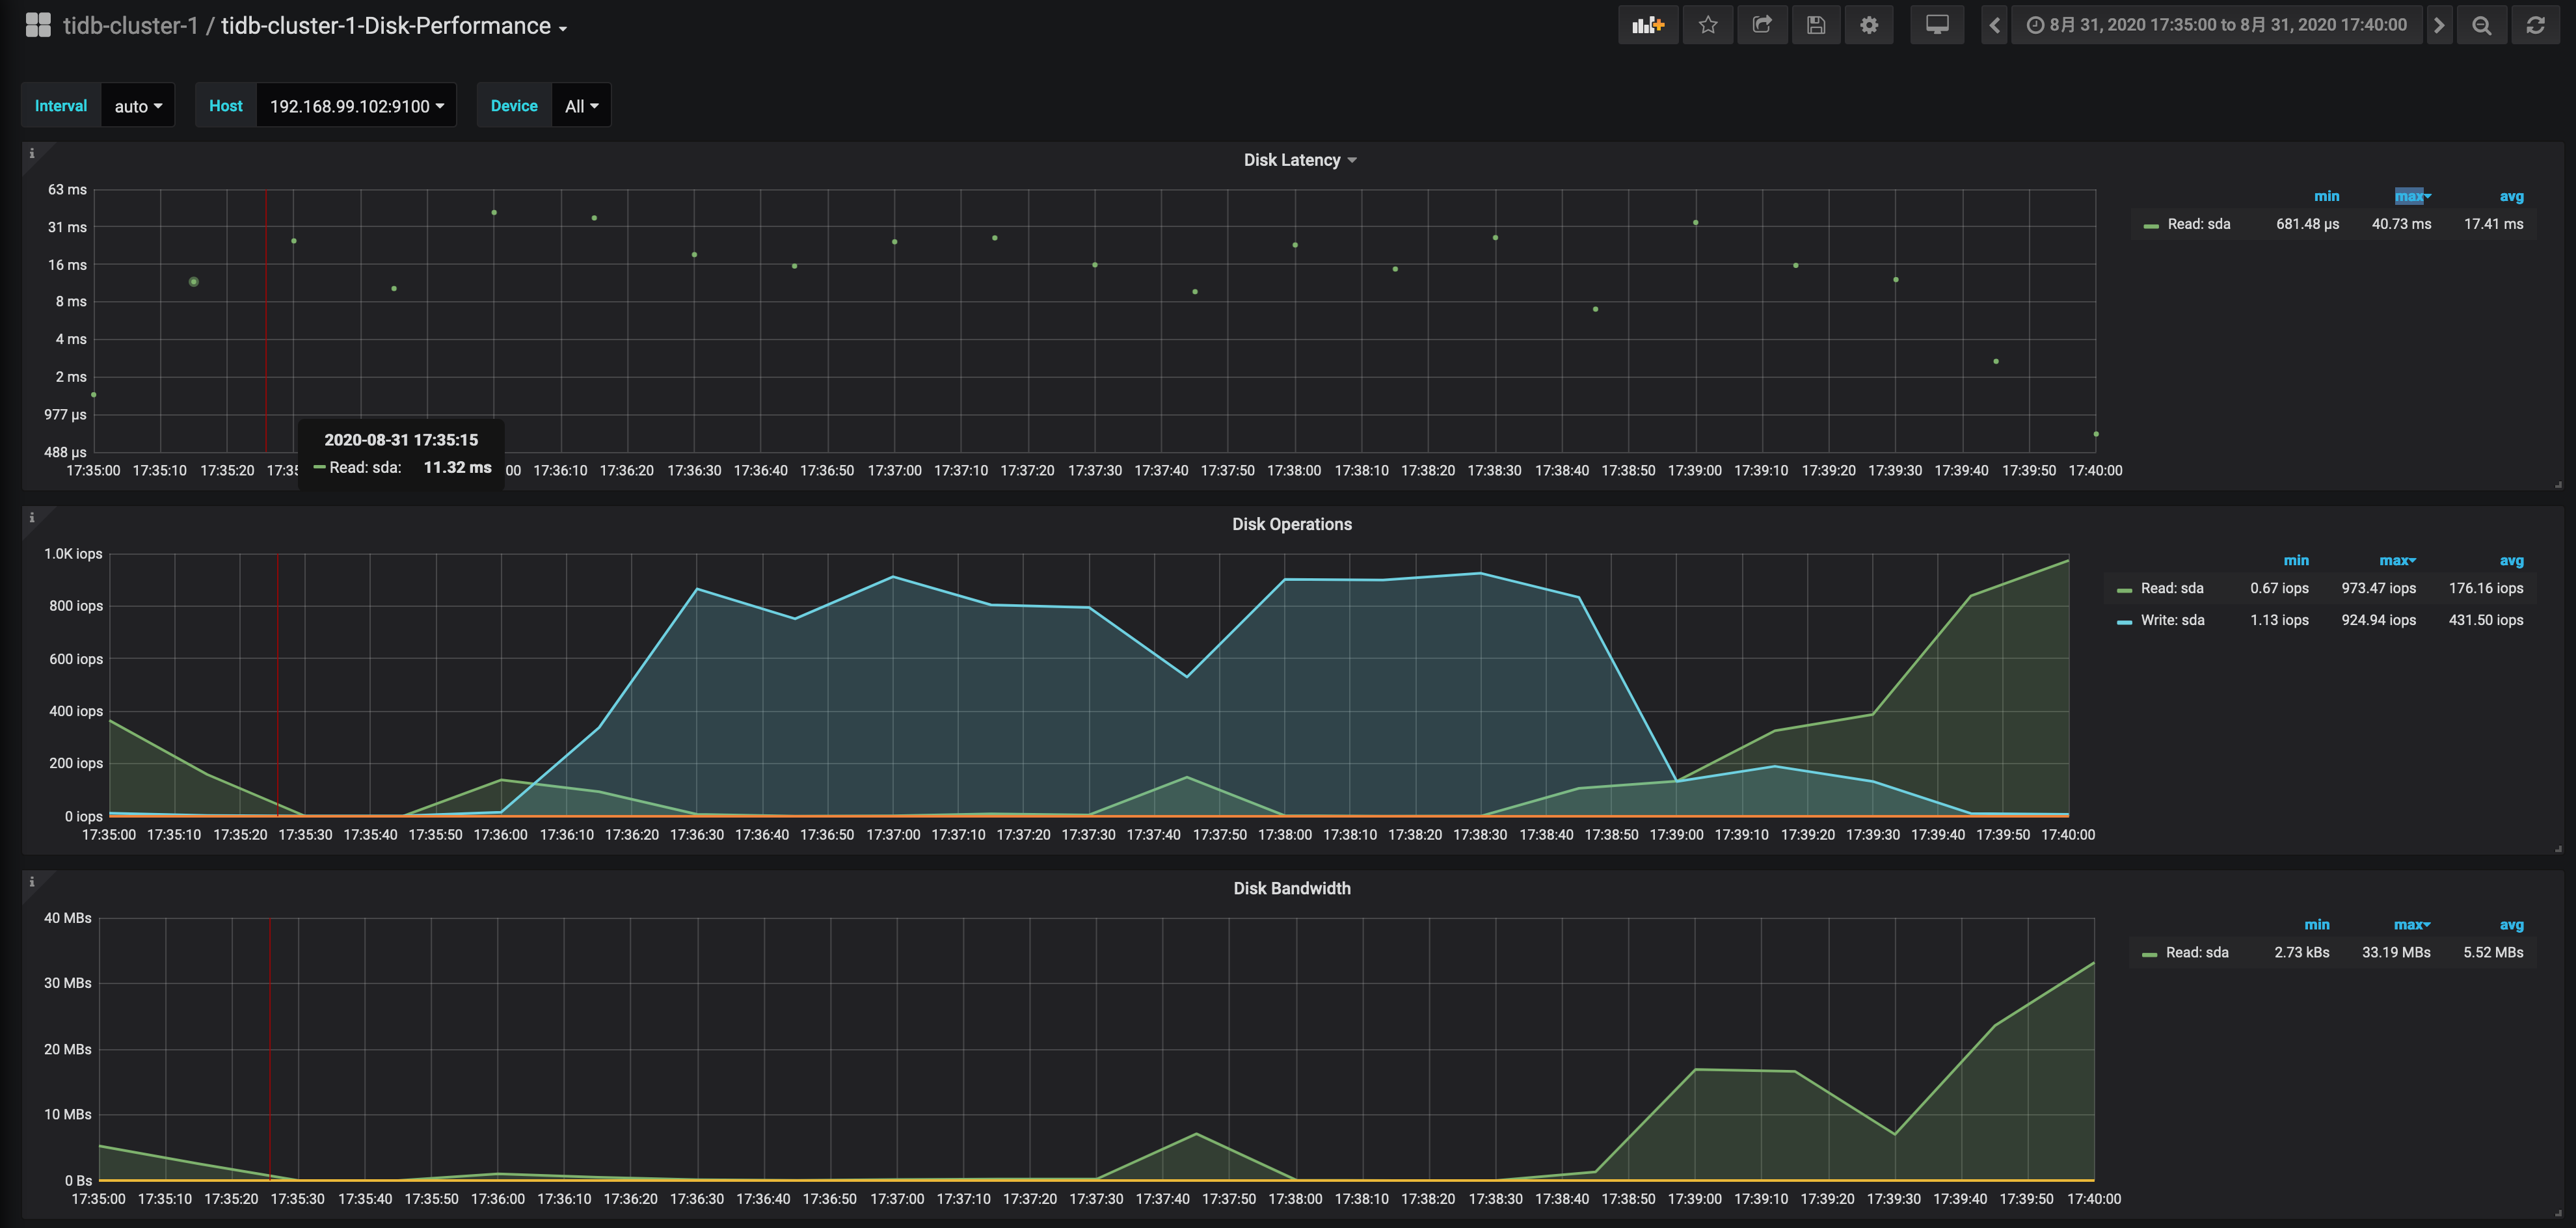 tidb-cluster-1 / tidb-cluster-1-Disk-Performance
8月 31, 2020 17:35:00 to 8月 31, 2020 17:40:00
Interval auto Host 192.168.99.102:9100 Device All
Disk Latency
63 ms
31 ms
16 ms
8 ms
4 ms
2 ms
977 µs
488 µs
17:35:00 17:35:10 17:35:20 17:35 00 17:36:10 17:36:20 17:36:30 17:36:40 17:36:50 17:37:00 17:37:10 17:37:20 17:37:30 17:37:40 17:37:50 17:38:00 17:38:10 17:38:20 17:38:30 17:38:40 17:38:50 17:39:00 17:39:10 17:39:20 17:39:30 17:39:40 17:39:50 17:40:00
2020-08-31 17:35:15
Read: sda: 11.32 ms
min max avg
Read: sda 681.48 µs 40.73 ms 17.41 ms
Disk Operations
1.0K iops
800 iops
600 iops
400 iops
200 iops
0 iops
17:35:00 17:35:10 17:35:20 17:35:30 17:35:40 17:35:50 17:36:00 17:36:10 17:36:20 17:36:30 17:36:40 17:36:50 17:37:00 17:37:10 17:37:20 17:37:30 17:37:40 17:37:50 17:38:00 17:38:10 17:38:20 17:38:30 17:38:40 17:38:50 17:39:00 17:39:10 17:39:20 17:39:30 17:39:40 17:39:50 17:40:00
min max avg
Read: sda 0.67 iops 973.47 iops 176.16 iops
Write: sda 1.13 iops 924.94 iops 431.50 iops
Disk Bandwidth
40 MBs
30 MBs
20 MBs
10 MBs
0 Bs
17:35:00 17:35:10 17:35:20 17:35:30 17:35:40 17:35:50 17:36:00 17:36:10 17:36:20 17:36:30 17:36:40 17:36:50 17:37:00 17:37:10 17:37:20 17:37:30 17:37:40 17:37:50 17:38:00 17:38:10 17:38:20 17:38:30 17:38:40 17:38:50 17:39:00 17:39:10 17:39:20 17:39:30 17:39:40 17:39:50 17:40:00
min max avg
Read: sda 2.73 kBs 33.19 MBs 5.52 MBs